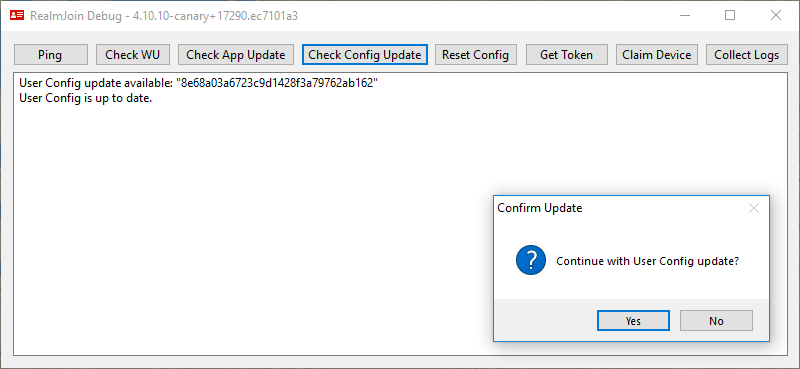 RealmJoin Debug - 4.10.10-canary+17290.ec7101a3
Ping Check WU Check App Update Check Config Update Reset Config Get Token Claim Device Collect Logs
User Config update available: "8e68a03a6723c9d1428f3a79762ab162"
User Config is up to date.
Confirm Update
? Continue with User Config update?
Yes No